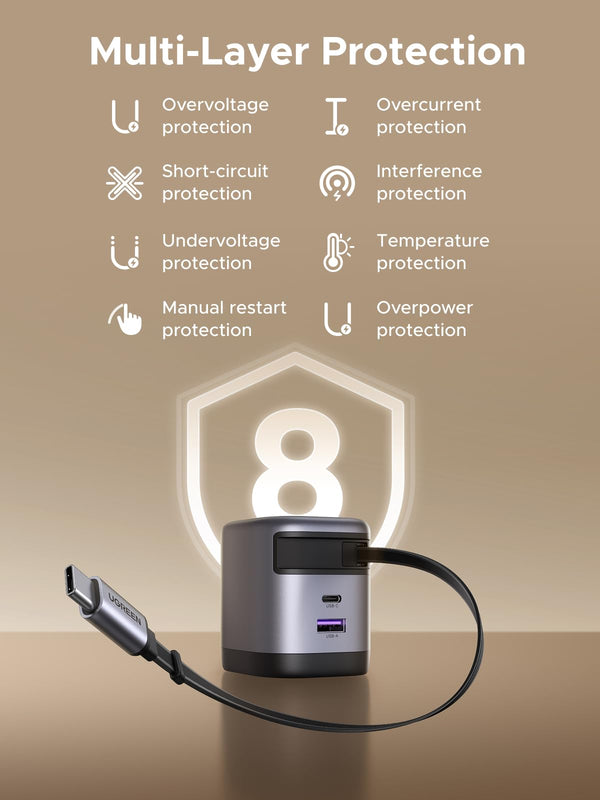 Multi-Layer Protection
Overvoltage
protection
Overcurrent
protection
Short-circuit
protection
Interference
protection
Undervoltage
protection
Temperature
protection
Manual restart
protection
Overpower
protection
8
UGREEN
USB-C
USB-A